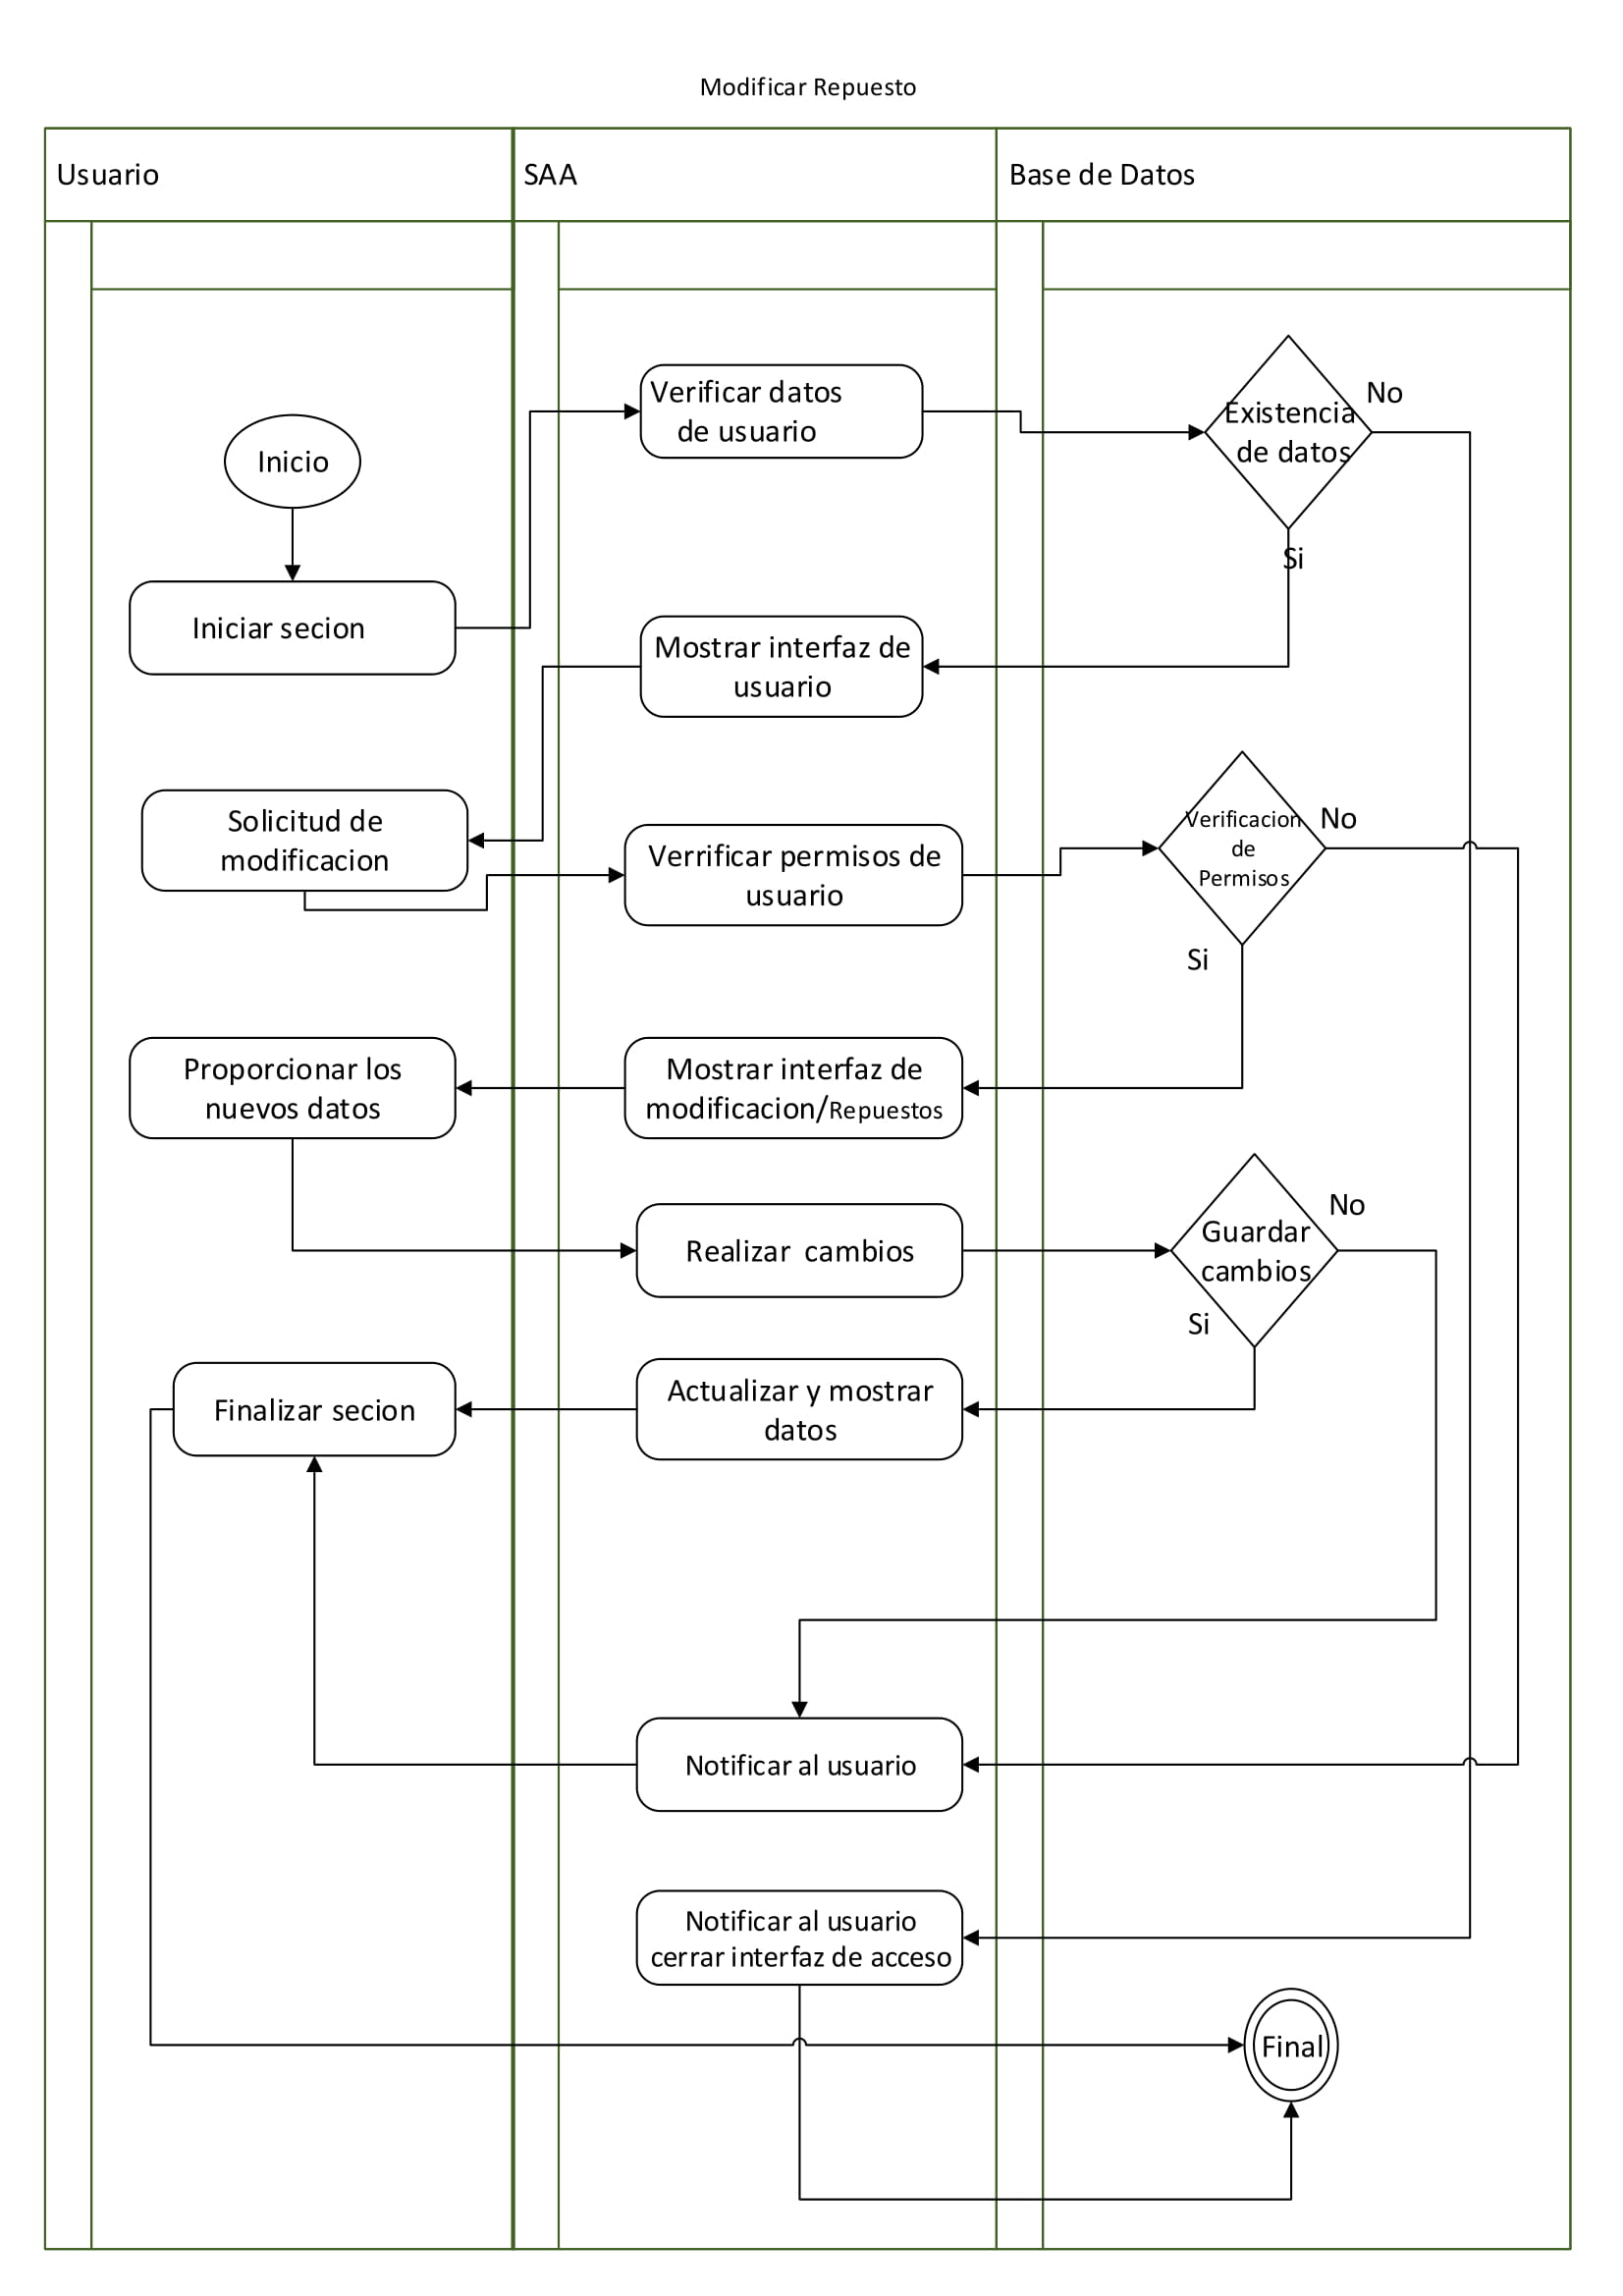 Modificar Repuesto
Usuario
SAA
Base de Datos
Verificar datos
de usuario
Existencia
de datos
No
Inicio
Si
Iniciar secion
Mostrar interfaz de
usuario
Solicitud de
modificacion
Verrificar permisos de
usuario
Verificacion
de
Permisos
No
Si
Proporcionar los
nuevos datos
Mostrar interfaz de
modificacion/Repuestos
Realizar cambios
Guardar
cambios
No
Si
Finalizar secion
Actualizar y mostrar
datos
Notificar al usuario
Notificar al usuario
cerrar interfaz de acceso
Final